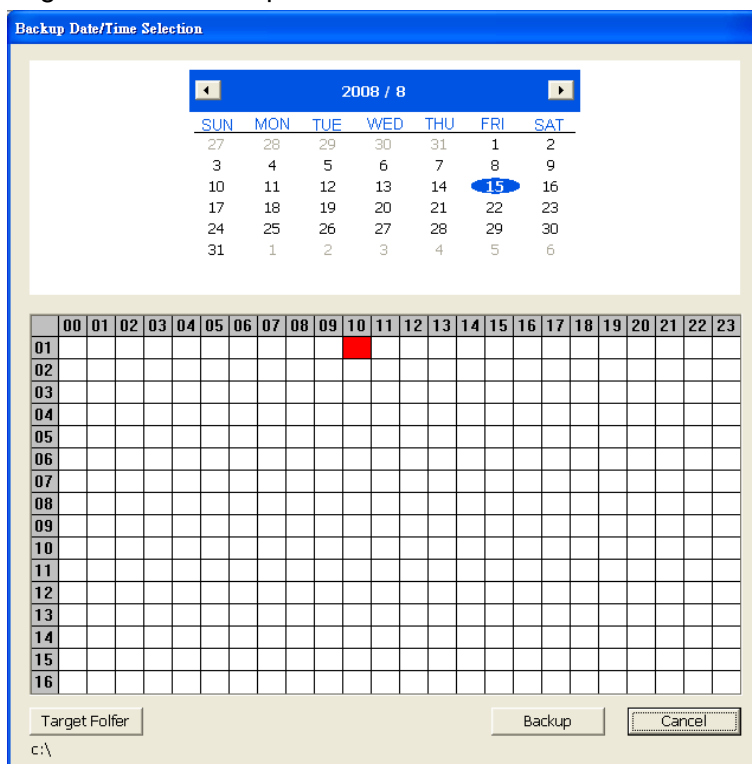 Backup Date/Time Selection
2008 / 8
SUN MON TUE WED THU FRI SAT
27 28 29 30 31 1 2
3 4 5 6 7 8 9
10 11 12 13 14 15 16
17 18 19 20 21 22 23
24 25 26 27 28 29 30
31 1 2 3 4 5 6
00 01 02 03 04 05 06 07 08 09 10 11 12 13 14 15 16 17 18 19 20 21 22 23
01
02
03
04
05
06
07
08
09
10
11
12
13
14
15
16
Target Folfer Backup Cancel
c:\